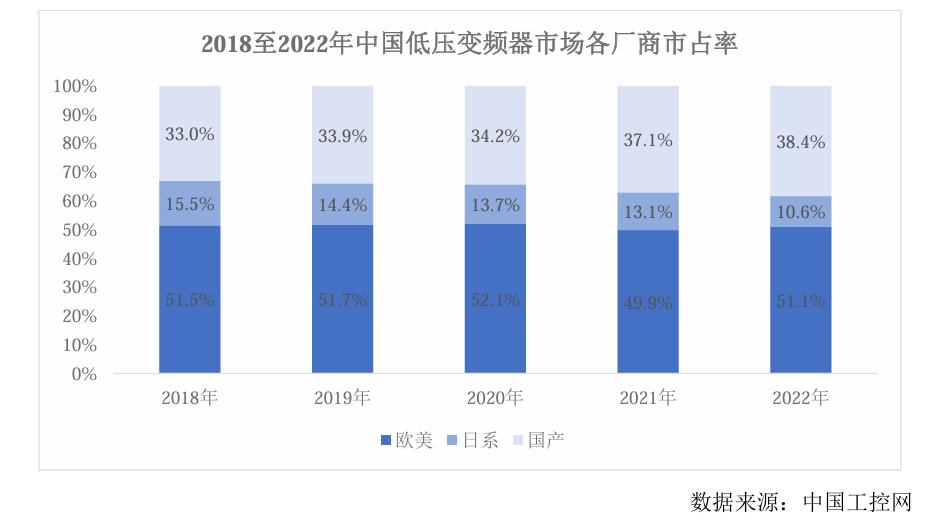 2018至2022年中国低压变频器市场各厂商市占率
100%
90%
80%
70%
60%
50%
40%
30%
20%
10%
0%
33.0% 33.9% 34.2% 37.1% 38.4%
15.5% 14.4% 13.7% 13.1% 10.6%
51.5% 51.7% 52.1% 49.9% 51.1%
2018年 2019年 2020年 2021年 2022年
欧美 日系 国产
数据来源：中国工控网